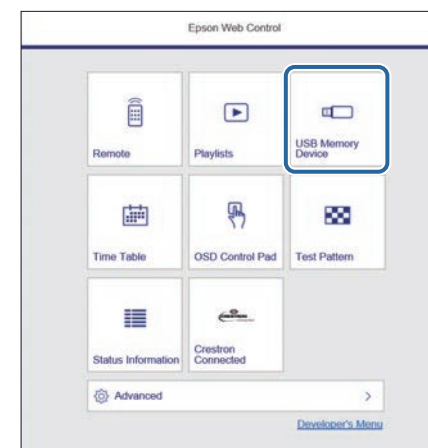 Epson Web Control
Remote
Playlists
USB Memory
Device
Time Table
OSD Control Pad
Test Pattern
CRESTRON
Status Information
Crestron
Connected
Advanced
Developer's Menu